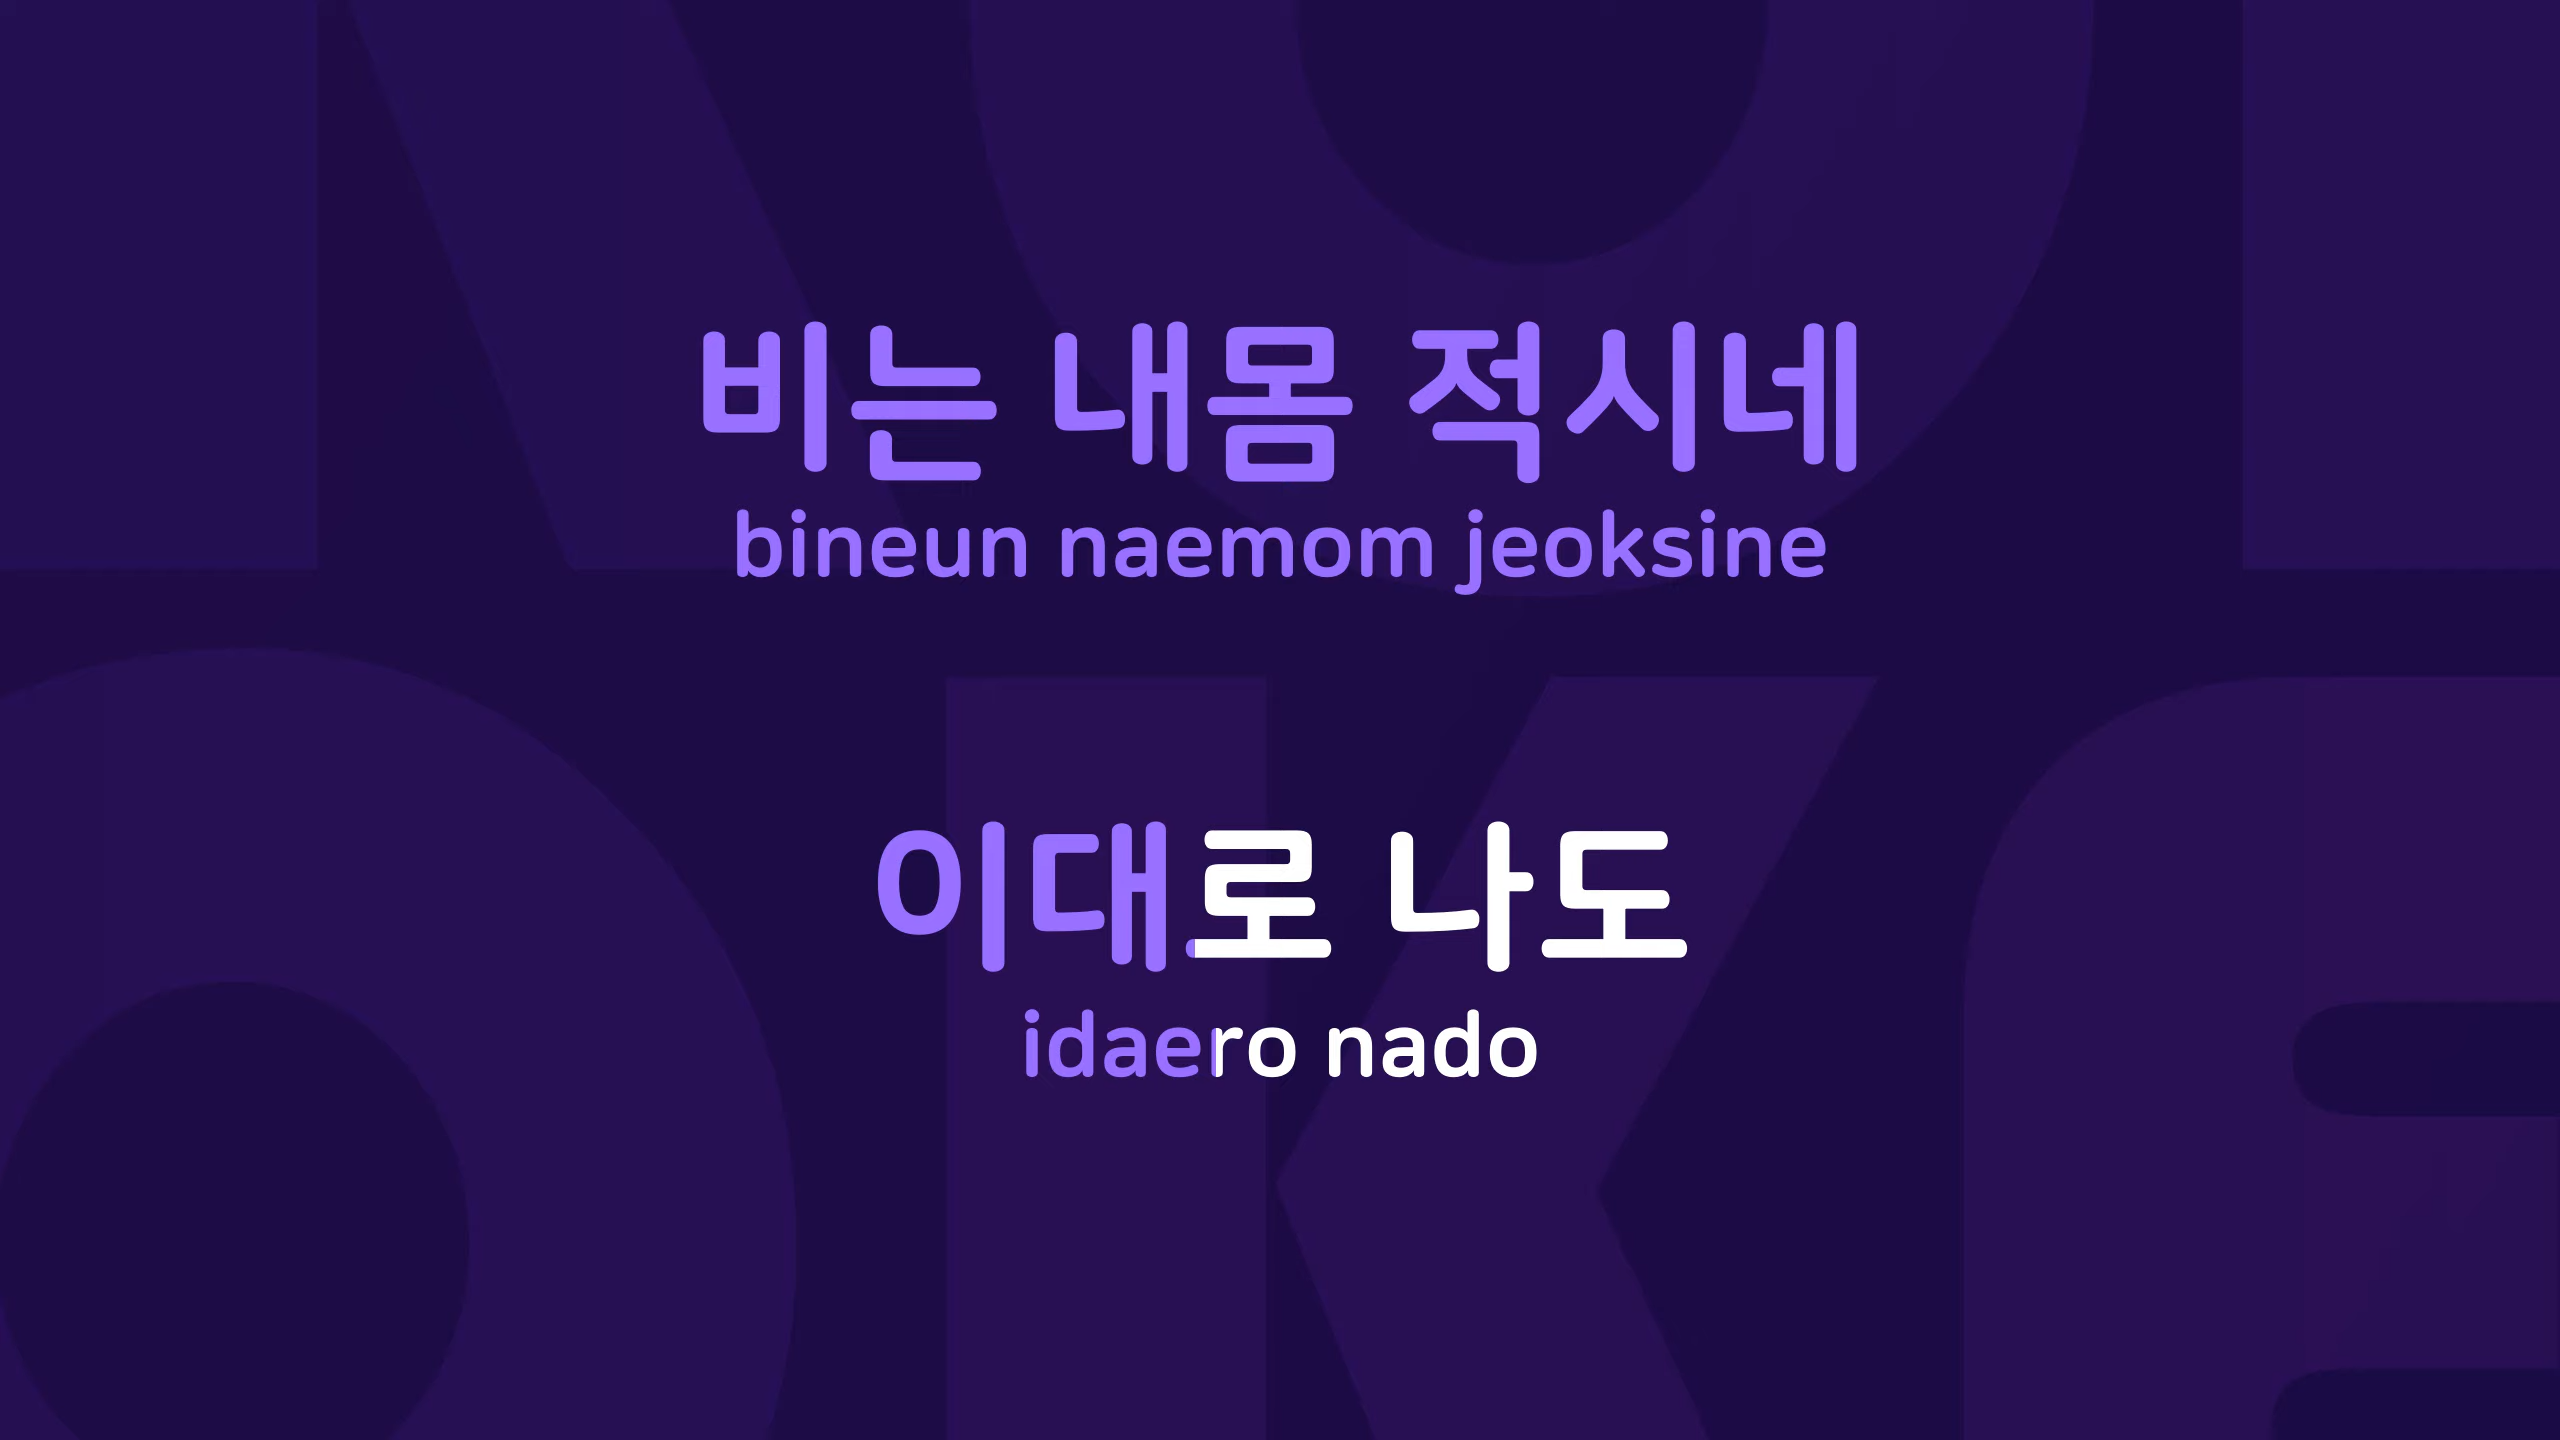 비는 내몸 적시네
bineun naemom jeoksine
이대로 나도
idaero nado